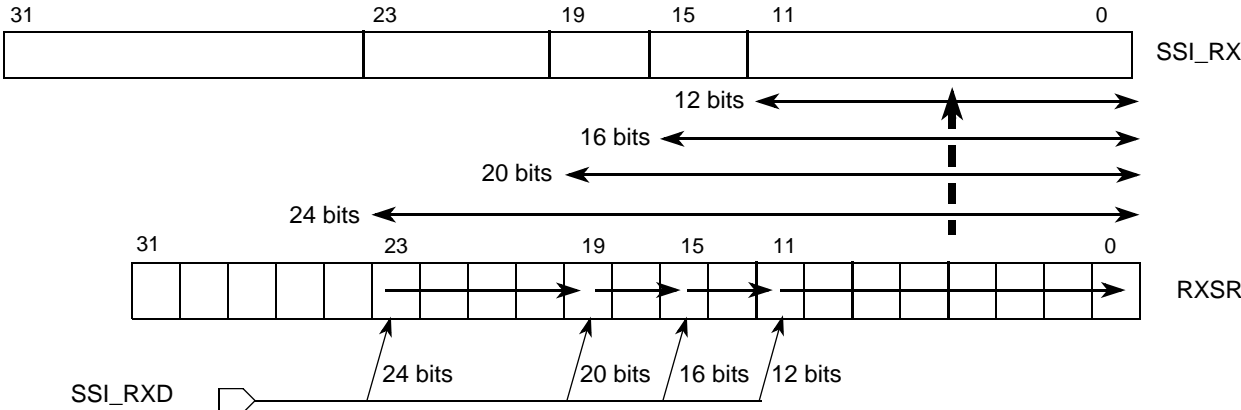 31 23 19 15 11 0
SSI_RX
12 bits
16 bits
20 bits
24 bits
31 23 19 15 11 0
RXSR
24 bits 20 bits 16 bits 12 bits
SSI_RXD